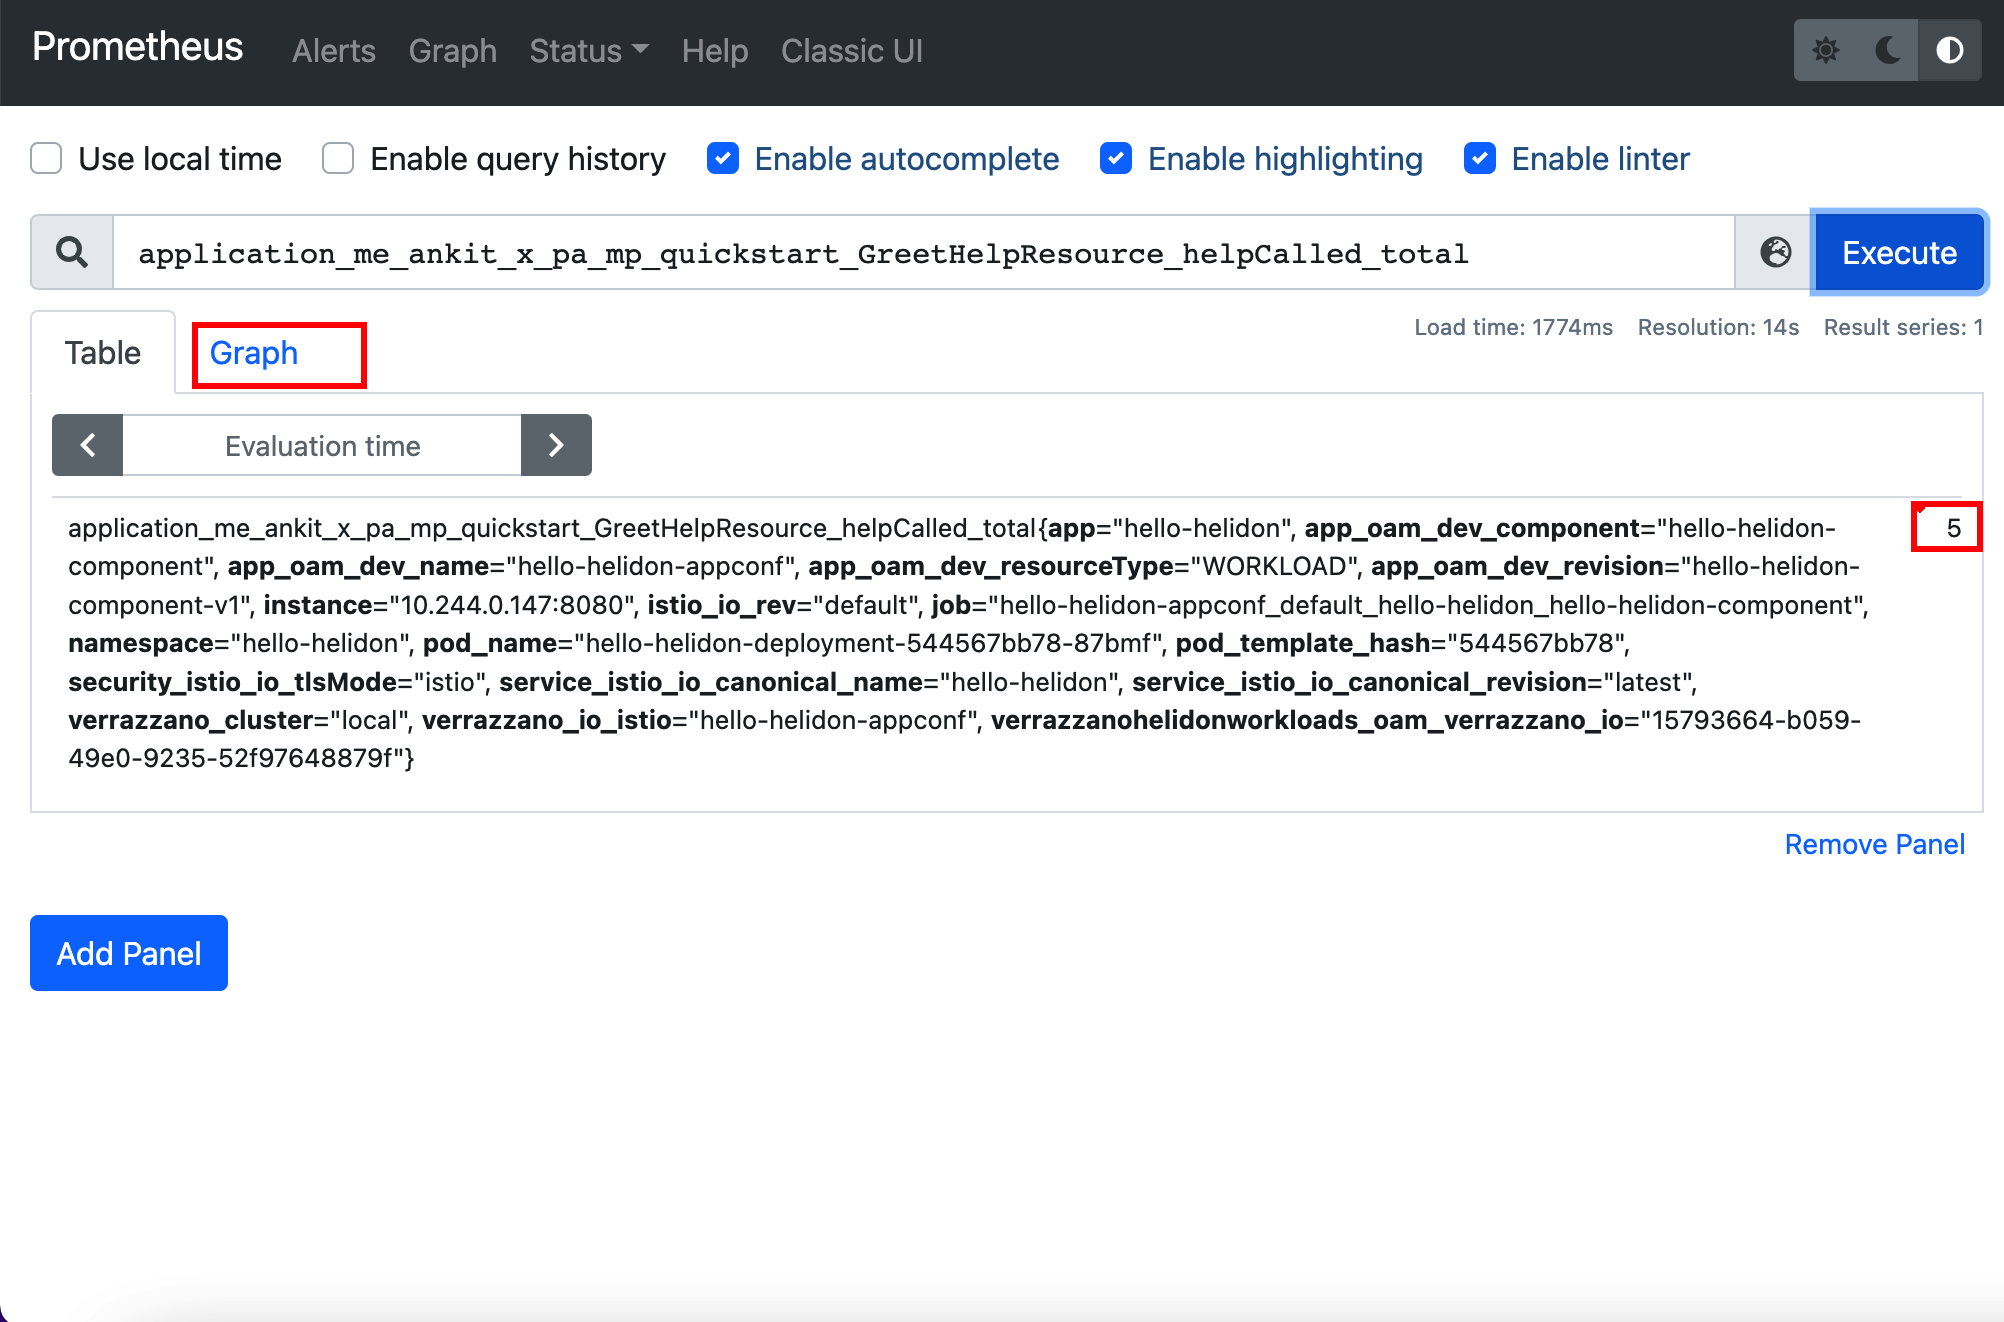 Prometheus Alerts Graph Status Help Classic UI
Use local time Enable query history Enable autocomplete Enable highlighting Enable linter
application_me_ankit_x_pa_mp_quickstart_GreetHelpResource_helpCalled_total Execute
Table Graph Load time: 1774ms Resolution: 14s Result series: 1
Evaluation time
application_me_ankit_x_pa_mp_quickstart_GreetHelpResource_helpCalled_total{app="hello-helidon", app_oam_dev_component="hello-helidon- 5
component", app_oam_dev_name="hello-helidon-appconf", app_oam_dev_resourceType="WORKLOAD", app_oam_dev_revision="hello-helidon-
component-v1", instance="10.244.0.147:8080", istio_io_rev="default", job="hello-helidon-appconf_default_hello-helidon_hello-helidon-component",
namespace="hello-helidon", pod_name="hello-helidon-deployment-544567bb78-87bmf", pod_template_hash="544567bb78",
security_istio_io_tlsMode="istio", service_istio_io_canonical_name="hello-helidon", service_istio_io_canonical_revision="latest",
verrazzano_cluster="local", verrazzano_io_istio="hello-helidon-appconf", verrazzanohelidonworkloads_oam_verrazzano_io="15793664-b059-
49e0-9235-52f97648879f"}
Remove Panel
Add Panel